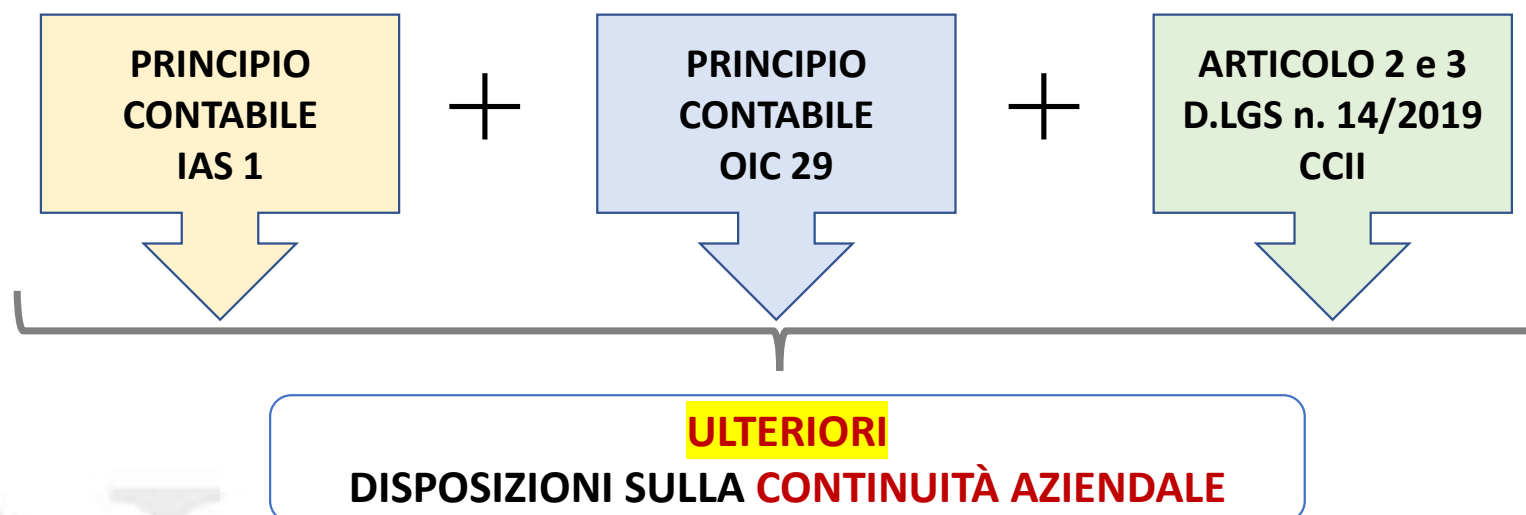 PRINCIPIO
CONTABILE
IAS 1
+
PRINCIPIO
CONTABILE
OIC 29
+
ARTICOLO 2 e 3
D.LGS n. 14/2019
CCII
ULTERIORI
DISPOSIZIONI SULLA CONTINUITÀ AZIENDALE